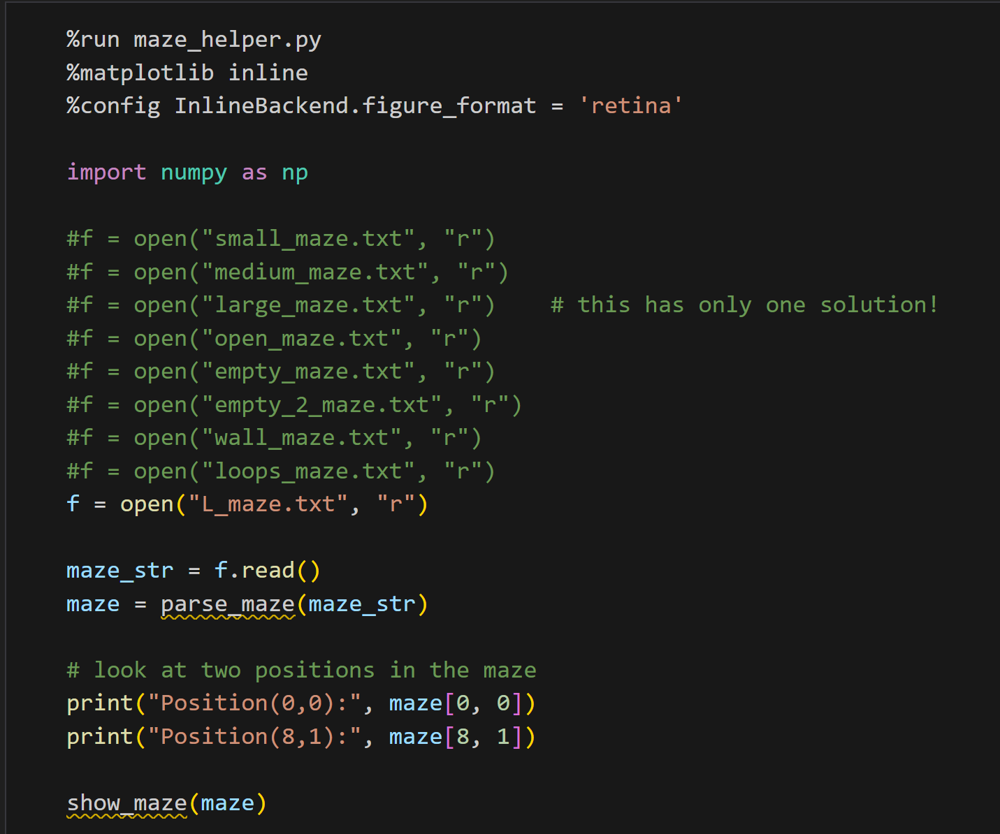 %run maze_helper.py
%matplotlib inline
%config InlineBackend.figure_format = 'retina'
import numpy as np
#f = open("small_maze.txt", "r")
#f = open("medium_maze.txt", "r")
#f = open("large_maze.txt", "r")    # this has only one solution!
#f = open("open_maze.txt", "r")
#f = open("empty_maze.txt", "r")
#f = open("empty_2_maze.txt", "r")
#f = open("wall_maze.txt", "r")
#f = open("loops_maze.txt", "r")
f = open("L_maze.txt", "r")
maze_str = f.read()
maze = parse_maze(maze_str)
# look at two positions in the maze
print("Position(0,0):", maze[0, 0])
print("Position(8,1):", maze[8, 1])
show_maze(maze)